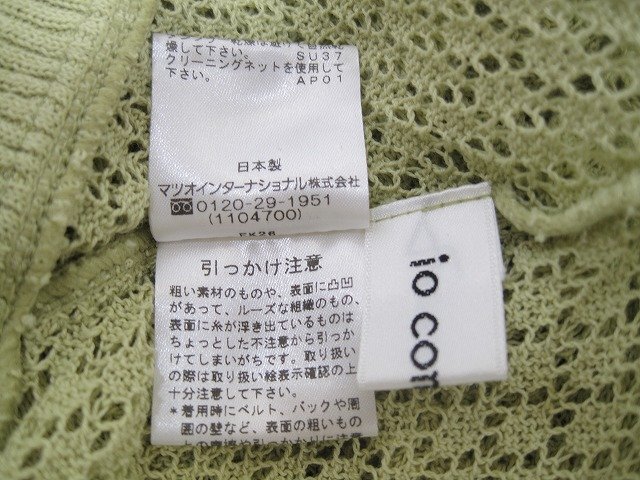 燥して下さい。 SU37
クリーニングネットを使用して
下さい。 AP01
日本製
マツオインターナショナル株式会社
0120-29-1951
(1104700)
引っかけ注意
粗い素材のものや、表面に凸凹
があって、ルーズな組織のもの、
表面に糸が浮き出ているものは
ちょっとした不注意から引っか
けてしまいがちです。取り扱い
の際は取り扱い絵表示確認の上
十分注意して下さい。
*着用時にベルト、バックや周
囲の壁など、表面の粗いもの
io com